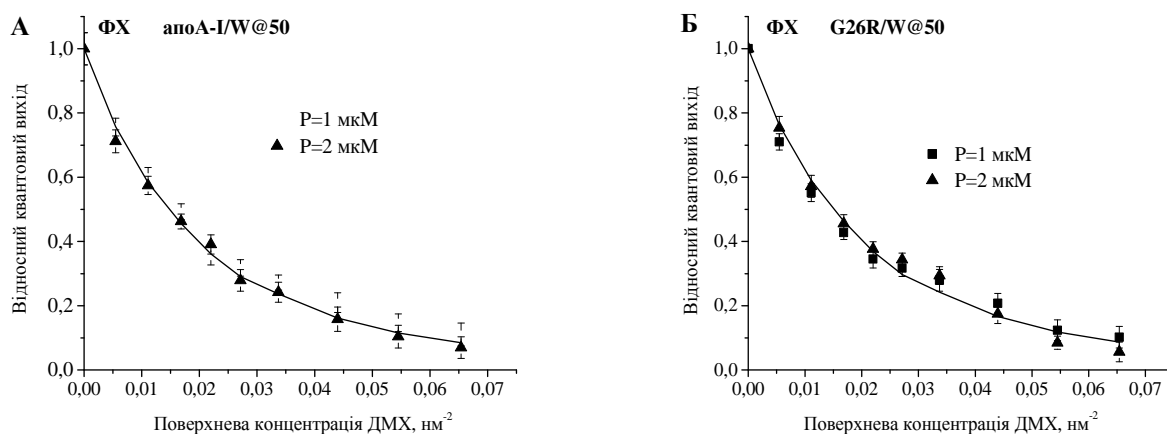 А ФХ апоА-I/W@50
1,0
0,8
0,6
0,4
0,2
0,0
Відносний квантовий вихід
P=1 мкМ
P=2 мкМ
0,00 0,01 0,02 0,03 0,04 0,05 0,06 0,07
Поверхнева концентрація ДМХ, нм-2
Б ФХ G26R/W@50
1,0
0,8
0,6
0,4
0,2
0,0
Відносний квантовий вихід
P=1 мкМ
P=2 мкМ
0,00 0,01 0,02 0,03 0,04 0,05 0,06 0,07
Поверхнева концентрація ДМХ, нм-2